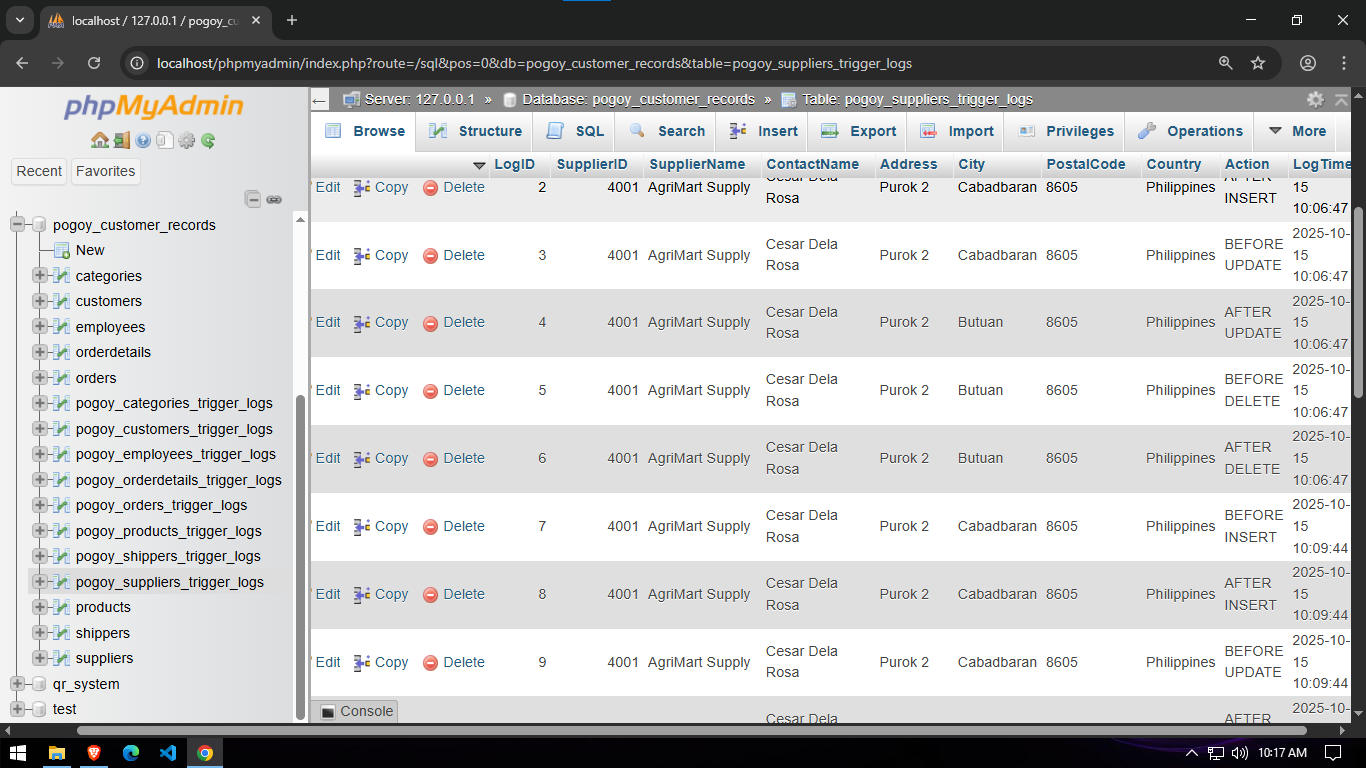 localhost / 127.0.0.1 / pogoy_cu
localhost/phpmyadmin/index.php?route=/sql&pos=0&db=pogoy_customer_records&table=pogoy_suppliers_trigger_logs
phpMyAdmin
Recent Favorites
pogoy_customer_records
New
categories
customers
employees
orderdetails
orders
pogoy_categories_trigger_logs
pogoy_customers_trigger_logs
pogoy_employees_trigger_logs
pogoy_orderdetails_trigger_logs
pogoy_orders_trigger_logs
pogoy_products_trigger_logs
pogoy_shippers_trigger_logs
pogoy_suppliers_trigger_logs
products
shippers
suppliers
qr_system
test
Server: 127.0.0.1 » Database: pogoy_customer_records » Table: pogoy_suppliers_trigger_logs
Browse Structure SQL Search Insert Export Import Privileges Operations More
LogID SupplierID SupplierName ContactName Address City PostalCode Country Action LogTime
Edit Copy Delete 2 4001 AgriMart Supply Cesar Dela Rosa Purok 2 Cabadbaran 8605 Philippines AFTER INSERT 15 10:06:47
Edit Copy Delete 3 4001 AgriMart Supply Cesar Dela Rosa Purok 2 Cabadbaran 8605 Philippines BEFORE UPDATE 2025-10-15 10:06:47
Edit Copy Delete 4 4001 AgriMart Supply Cesar Dela Rosa Purok 2 Butuan 8605 Philippines AFTER UPDATE 2025-10-15 10:06:47
Edit Copy Delete 5 4001 AgriMart Supply Cesar Dela Rosa Purok 2 Butuan 8605 Philippines BEFORE DELETE 2025-10-15 10:06:47
Edit Copy Delete 6 4001 AgriMart Supply Cesar Dela Rosa Purok 2 Butuan 8605 Philippines AFTER DELETE 2025-10-15 10:06:47
Edit Copy Delete 7 4001 AgriMart Supply Cesar Dela Rosa Purok 2 Cabadbaran 8605 Philippines BEFORE INSERT 2025-10-15 10:09:44
Edit Copy Delete 8 4001 AgriMart Supply Cesar Dela Rosa Purok 2 Cabadbaran 8605 Philippines AFTER INSERT 2025-10-15 10:09:44
Edit Copy Delete 9 4001 AgriMart Supply Cesar Dela Rosa Purok 2 Cabadbaran 8605 Philippines BEFORE UPDATE 2025-10-15 10:09:44
Cesar Dela AFTER 2025-10-
Console
10:17 AM